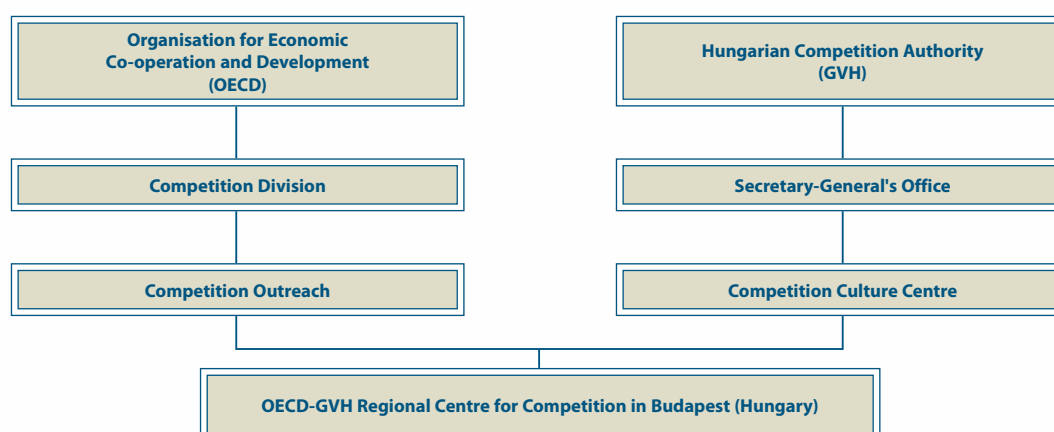 Organisation for Economic
Co-operation and Development
(OECD)
Hungarian Competition Authority
(GVH)
Competition Division
Secretary-General's Office
Competition Outreach
Competition Culture Centre
OECD-GVH Regional Centre for Competition in Budapest (Hungary)